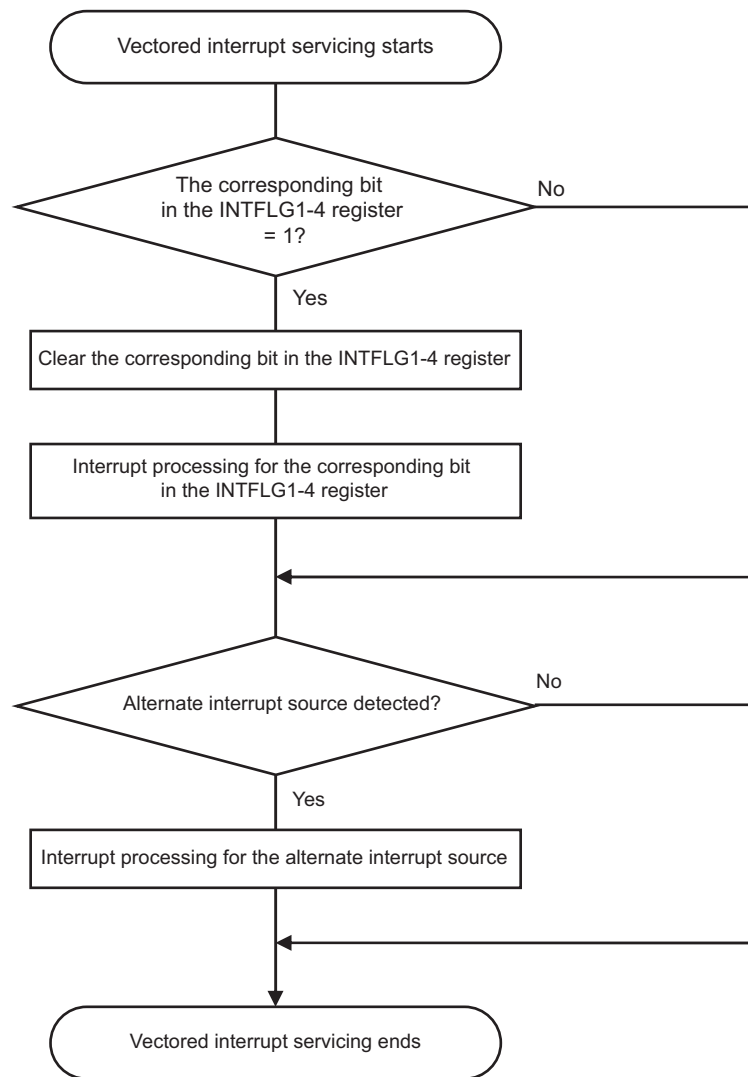 Vectored interrupt servicing starts
The corresponding bit
in the INTFLG1-4 register
= 1?
No
Yes
Clear the corresponding bit in the INTFLG1-4 register
Interrupt processing for the corresponding bit
in the INTFLG1-4 register
Alternate interrupt source detected?
No
Yes
Interrupt processing for the alternate interrupt source
Vectored interrupt servicing ends